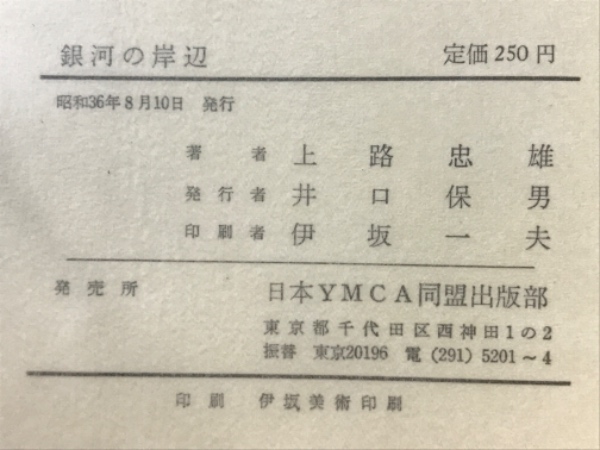 銀河の岸辺 定価250円
昭和36年8月10日 発行
著者 上路忠雄
発行者 井口保男
印刷者 伊坂一夫
発売所 日本YMCA同盟出版部
東京都千代田区西神田1の2
振替 東京20196 電(291)5201~4
印刷 伊坂美術印刷